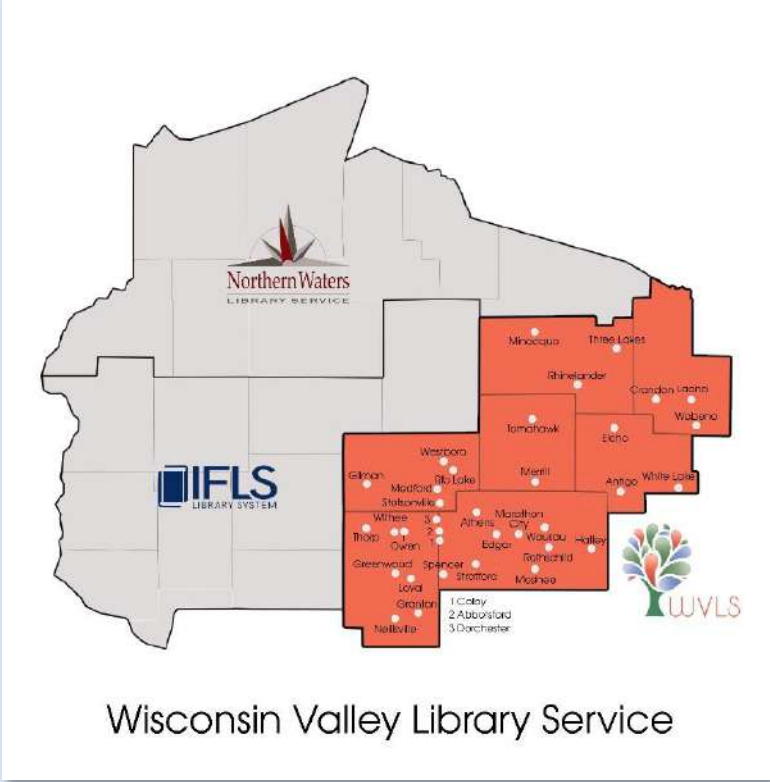 Northern Waters
LIBRARY SERVICE
Minocqua
Three Lakes
Rhinelander
Crandon
Laona
Wabeno
Tomahawk
Elcho
Westboro
Gilman
Rib Lake
Merrill
White Lake
Medford
Antigo
IFLS
LIBRARY SYSTEM
Stetsonville
Withee
3
Athens
Marathon
City
Thorp
2
Wausau
Hatley
Owen
1
Edgar
Rothschild
Greenwood
Spencer
Stratford
Mosinee
Loyal
Granton
1 Colby
2 Abbotsford
3 Dorchester
WVLS
Neillsville
Wisconsin Valley Library Service